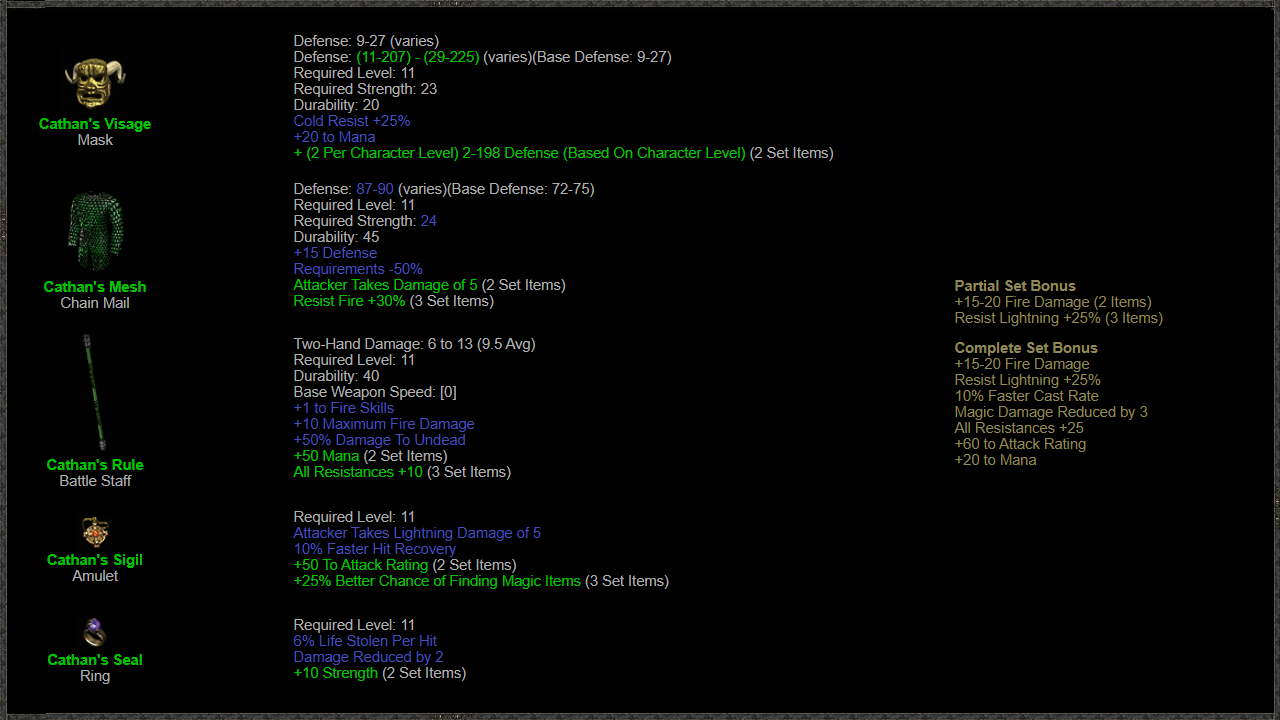 Cathan's Visage
Mask
Defense: 9-27 (varies)
Defense: (11-207) - (29-225) (varies)(Base Defense: 9-27)
Required Level: 11
Required Strength: 23
Durability: 20
Cold Resist +25%
+20 to Mana
+ (2 Per Character Level) 2-198 Defense (Based On Character Level) (2 Set Items)
Cathan's Mesh
Chain Mail
Defense: 87-90 (varies)(Base Defense: 72-75)
Required Level: 11
Required Strength: 24
Durability: 45
+15 Defense
Requirements -50%
Attacker Takes Damage of 5 (2 Set Items)
Resist Fire +30% (3 Set Items)
Cathan's Rule
Battle Staff
Two-Hand Damage: 6 to 13 (9.5 Avg)
Required Level: 11
Durability: 40
Base Weapon Speed: [0]
+1 to Fire Skills
+10 Maximum Fire Damage
+50% Damage To Undead
+50 Mana (2 Set Items)
All Resistances +10 (3 Set Items)
Cathan's Sigil
Amulet
Required Level: 11
Attacker Takes Lightning Damage of 5
10% Faster Hit Recovery
+50 To Attack Rating (2 Set Items)
+25% Better Chance of Finding Magic Items (3 Set Items)
Cathan's Seal
Ring
Required Level: 11
6% Life Stolen Per Hit
Damage Reduced by 2
+10 Strength (2 Set Items)
Partial Set Bonus
+15-20 Fire Damage (2 Items)
Resist Lightning +25% (3 Items)
Complete Set Bonus
+15-20 Fire Damage
Resist Lightning +25%
10% Faster Cast Rate
Magic Damage Reduced by 3
All Resistances +25
+60 to Attack Rating
+20 to Mana